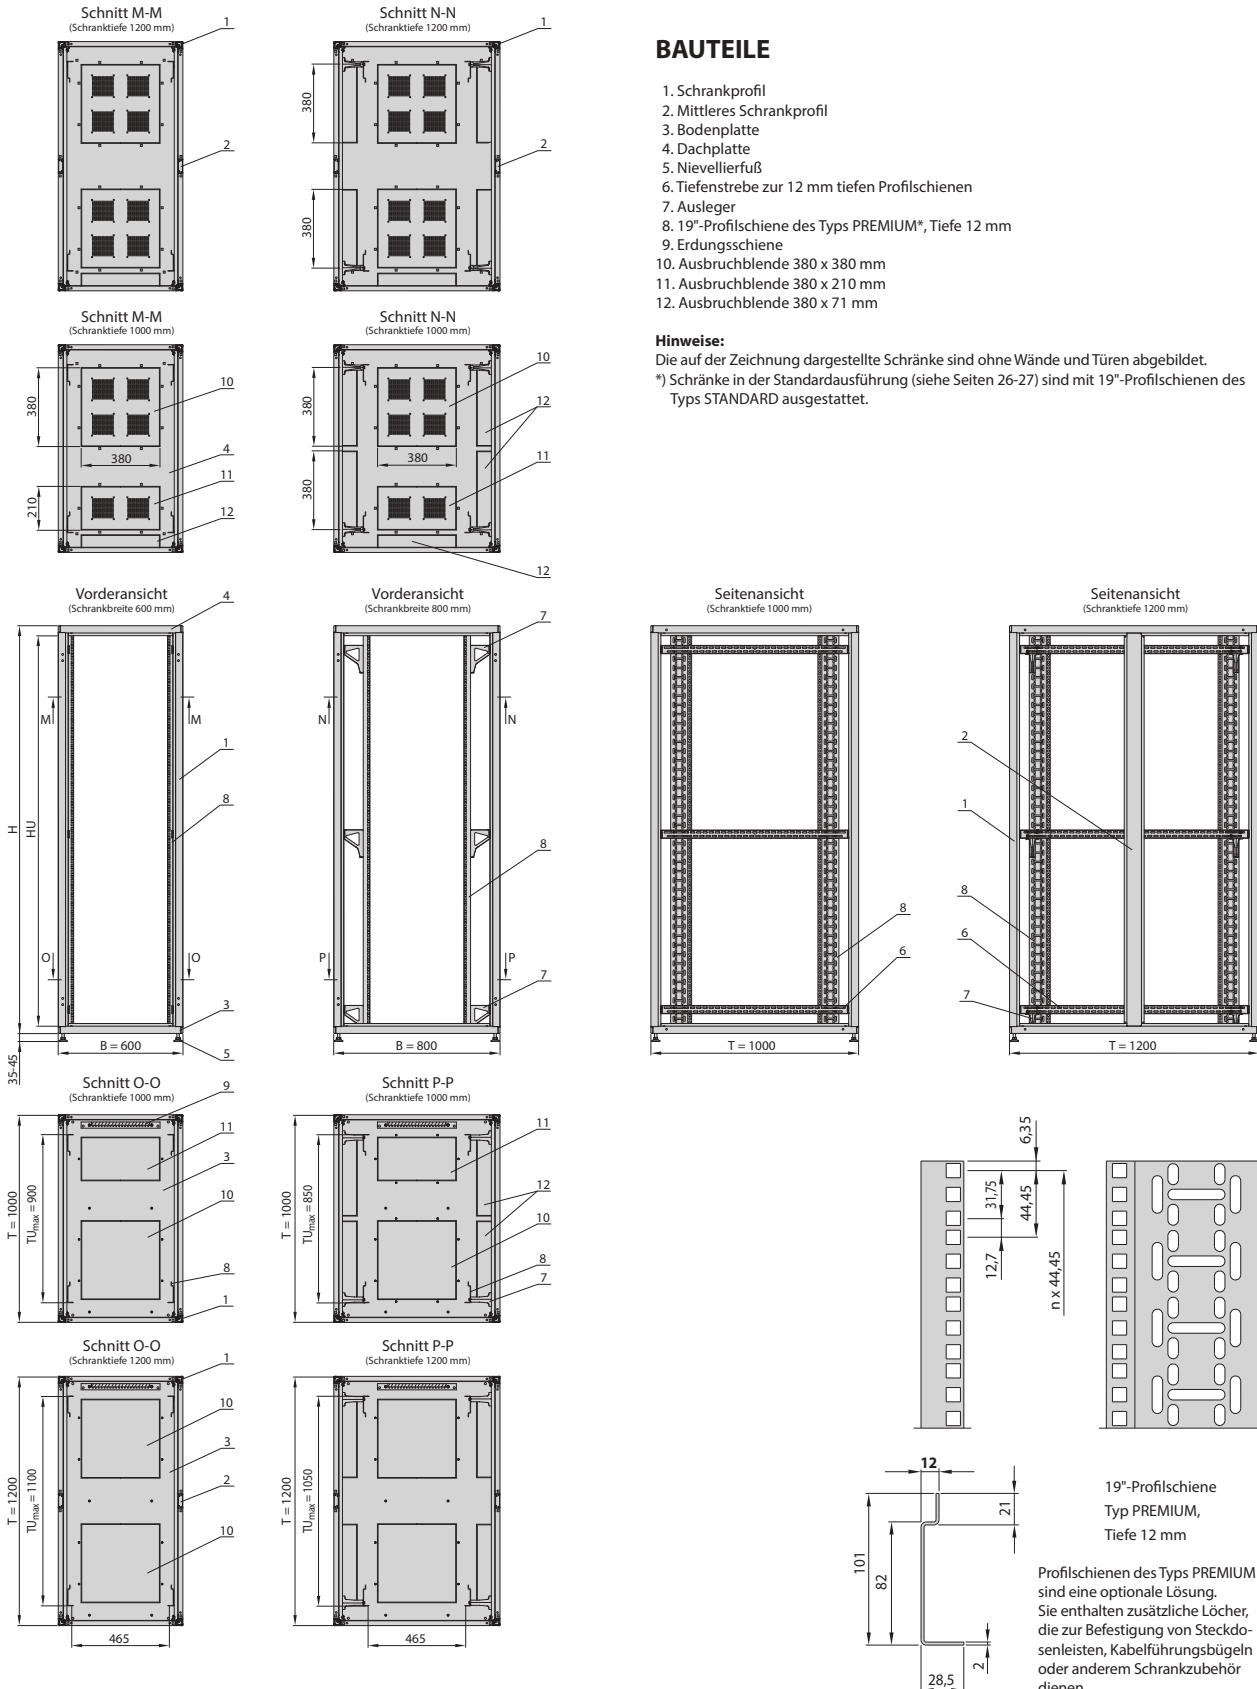 Schnitt M-M
(Schranktiefe 1200 mm)
1
2
Schnitt N-N
(Schranktiefe 1200 mm)
380
380
1
2
BAUTEILE
1. Schrankprofil
2. Mittleres Schrankprofil
3. Bodenplatte
4. Dachplatte
5. Nievellierfuß
6. Tiefenstrebe zur 12 mm tiefen Profilschienen
7. Ausleger
8. 19"-Profilschiene des Typs PREMIUM*, Tiefe 12 mm
9. Erdungsschiene
10. Ausbruchblende 380 x 380 mm
11. Ausbruchblende 380 x 210 mm
12. Ausbruchblende 380 x 71 mm
Hinweise:
Die auf der Zeichnung dargestellte Schränke sind ohne Wände und Türen abgebildet.
*) Schränke in der Standardausführung (siehe Seiten 26-27) sind mit 19"-Profilschienen des
Typs STANDARD ausgestattet.
Schnitt M-M
(Schranktiefe 1000 mm)
380
380
210
10
4
11
12
Schnitt N-N
(Schranktiefe 1000 mm)
380
380
380
10
12
11
12
Vorderansicht
(Schrankbreite 600 mm)
4
H
HU
M
M
1
8
O
O
3
5
B = 600
35-45
Vorderansicht
(Schrankbreite 800 mm)
7
N
N
8
P
P
7
B = 800
Seitenansicht
(Schranktiefe 1000 mm)
8
6
T = 1000
Seitenansicht
(Schranktiefe 1200 mm)
2
1
8
6
7
T = 1200
Schnitt O-O
(Schranktiefe 1000 mm)
T = 1000
TUmax = 900
9
11
3
10
8
1
Schnitt P-P
(Schranktiefe 1000 mm)
T = 1000
TUmax = 850
11
12
10
8
7
Schnitt O-O
(Schranktiefe 1200 mm)
T = 1200
TUmax = 1100
1
10
3
2
10
465
Schnitt P-P
(Schranktiefe 1200 mm)
T = 1200
TUmax = 1050
465
6,35
31,75
44,45
12,7
n x 44,45
12
21
101
82
2
28,5
19"-Profilschiene
Typ PREMIUM,
Tiefe 12 mm
Profilschienen des Typs PREMIUM
sind eine optionale Lösung.
Sie enthalten zusätzliche Löcher,
die zur Befestigung von Steckdo-
senleisten, Kabelführungsbügeln
oder anderem Schrankzubehör
dienen